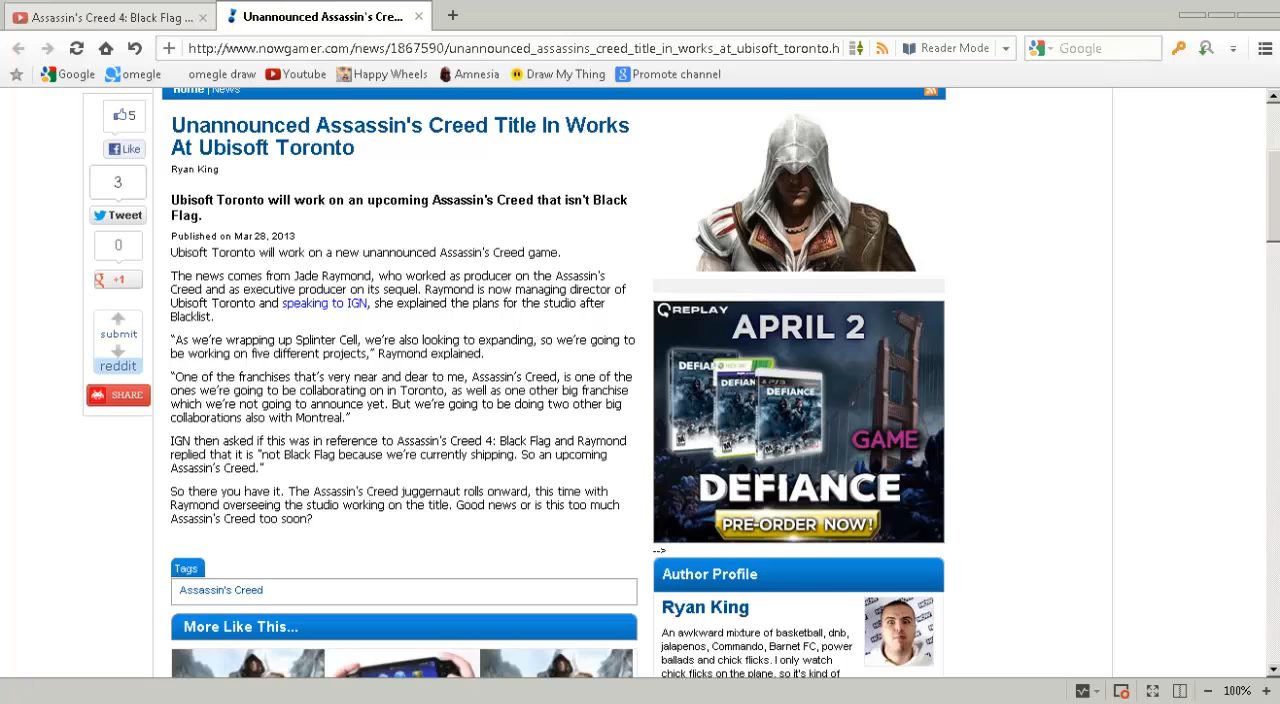 Assassin's Creed 4: Black Flag ...
Unannounced Assassin's Cre...
http://www.nowgamer.com/news/1867590/unannounced_assassins_creed_title_in_works_at_ubisoft_toronto.h
Reader Mode
Google
Google
omegle
omegle draw
Youtube
Happy Wheels
Amnesia
Draw My Thing
Promote channel
Home | News
5
Like
3
Tweet
0
+1
submit
reddit
SHARE
Unannounced Assassin's Creed Title In Works
At Ubisoft Toronto
Ryan King
Ubisoft Toronto will work on an upcoming Assassin's Creed that isn't Black
Flag.
Published on Mar 28, 2013
Ubisoft Toronto will work on a new unannounced Assassin's Creed game.
The news comes from Jade Raymond, who worked as producer on the Assassin's
Creed and as executive producer on its sequel. Raymond is now managing director of
Ubisoft Toronto and speaking to IGN, she explained the plans for the studio after
Blacklist.
“As we’re wrapping up Splinter Cell, we’re also looking to expanding, so we’re going to
be working on five different projects,” Raymond explained.
“One of the franchises that’s very near and dear to me, Assassin’s Creed, is one of the
ones we’re going to be collaborating on in Toronto, as well as one other big franchise
which we’re not going to announce yet. But we’re going to be doing two other big
collaborations also with Montreal.”
IGN then asked if this was in reference to Assassin's Creed 4: Black Flag and Raymond
replied that it is "not Black Flag because we’re currently shipping. So an upcoming
Assassin’s Creed."
So there you have it. The Assassin's Creed juggernaut rolls onward, this time with
Raymond overseeing the studio working on the title. Good news or is this too much
Assassin's Creed too soon?
Tags
Assassin's Creed
More Like This...
REPLAY
APRIL 2
DEFIANCE
DEFIANCE
DEFIANCE
GAME
DEFIANCE
PRE-ORDER NOW!
-->
Author Profile
Ryan King
An awkward mixture of basketball, dnb,
jalapenos, Commando, Barnet FC, power
ballads and chick flicks. I only watch
chick flicks on the plane, so it's kind of
100%